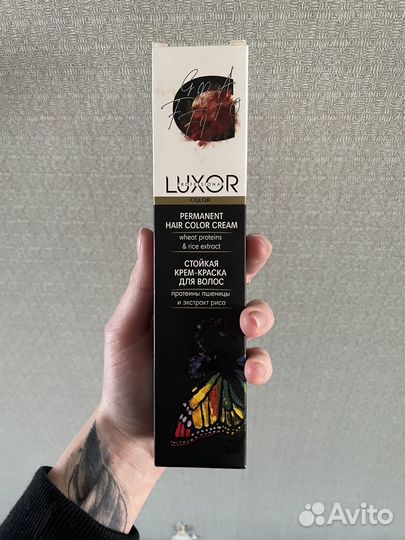 G
LUXOR
PROFESSIONAL
COLOR
PERMANENT
HAIR COLOR CREAM
wheat proteins
& rice extract
СТОЙКАЯ
КРЕМ-КРАСКА
ДЛЯ ВОЛОС
протеины пшеницы
и экстракт риса
Avito